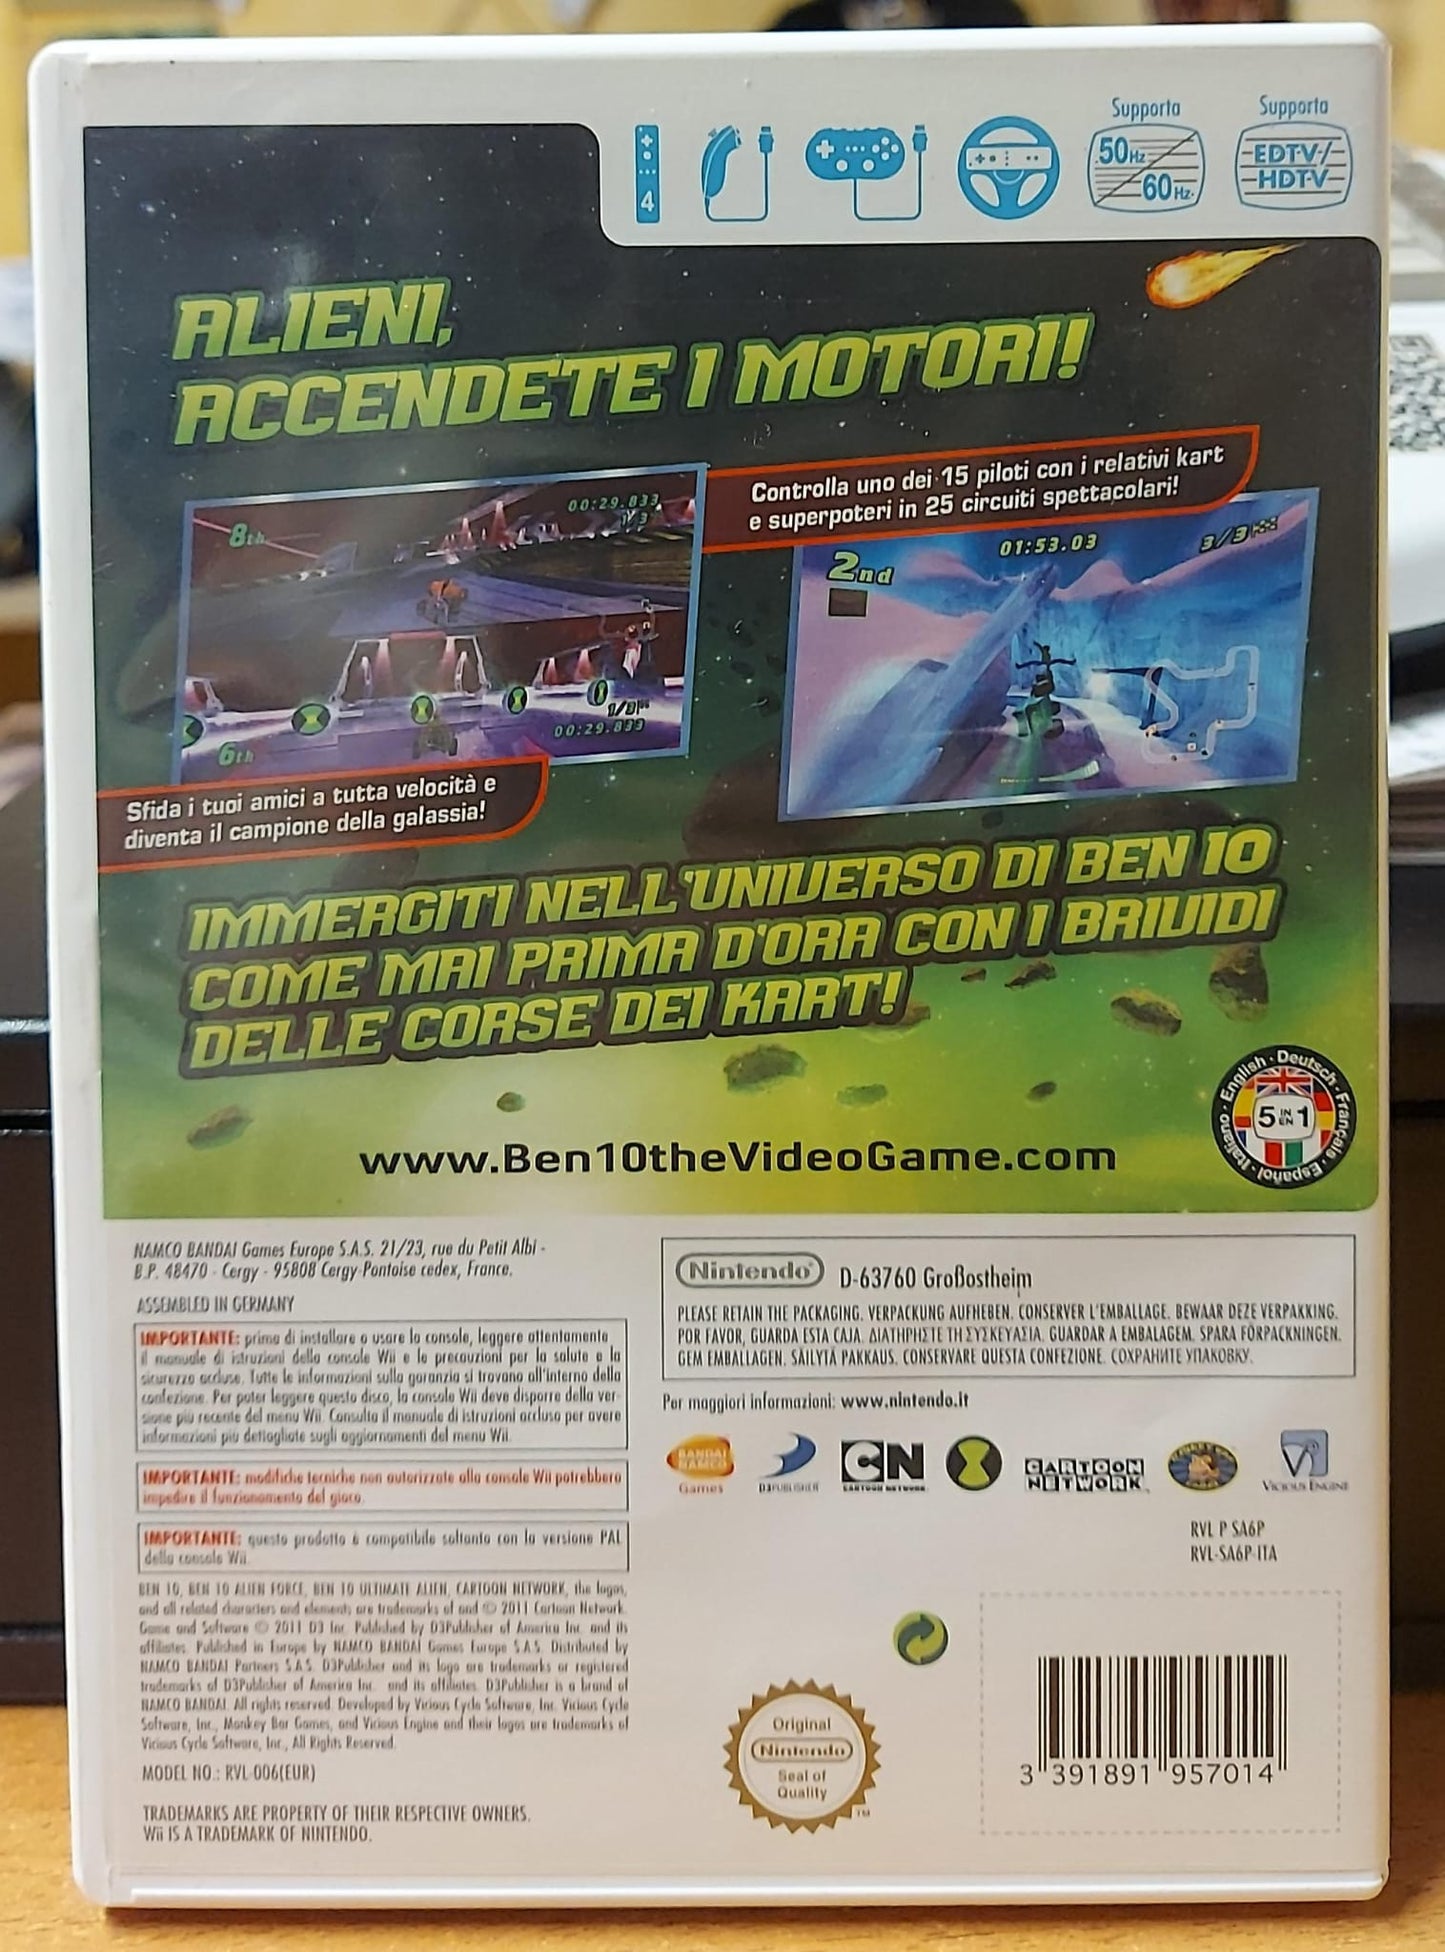 Supporta
50Hz
60Hz
Supporta
EDTV/
HDTV
4
ALIENI,
ACCENDETE I MOTORI!
Controlla uno dei 15 piloti con i relativi kart
e superpoteri in 25 circuiti spettacolari!
8th
00:29.833
1/3
6th
1/3
00:29.833
2nd
01:53.03
3/3
Sfida i tuoi amici a tutta velocità e
diventa il campione della galassia!
IMMERGITI NELL'UNIVERSO DI BEN 10
COME MAI PRIMA D'ORA CON I BRIVIDI
DELLE CORSE DEI KART!
English · Deutsch · Français · Español · Italiano
5 IN EN 1
www.Ben10theVideoGame.com
NAMCO BANDAI Games Europe S.A.S. 21/23, rue du Petit Albi -
B.P. 48470 - Cergy - 95808 Cergy-Pontoise cedex, France.
ASSEMBLED IN GERMANY
IMPORTANTE: prima di installare o usare la console, leggere attentamente
il manuale di istruzioni della console Wii e le precauzioni per la salute e la
sicurezza accluse. Tutte le informazioni sulla garanzia si trovano all'interno della
confezione. Per poter leggere questo disco, la console Wii deve disporre della ver-
sione più recente del menu Wii. Consulta il manuale di istruzioni accluso per avere
informazioni più dettagliate sugli aggiornamenti del menu Wii.
IMPORTANTE: modifiche tecniche non autorizzate alla console Wii potrebbero
impedire il funzionamento del gioco.
IMPORTANTE: questo prodotto è compatibile soltanto con la versione PAL
della console Wii.
BEN 10, BEN 10 ALIEN FORCE, BEN 10 ULTIMATE ALIEN, CARTOON NETWORK, the logos,
and all related characters and elements are trademarks of and © 2011 Cartoon Network.
Game and Software © 2011 D3 Inc. Published by D3Publisher of America Inc. and its
affiliates. Published in Europe by NAMCO BANDAI Games Europe S.A.S. Distributed by
NAMCO BANDAI Partners S.A.S. D3Publisher and its logo are trademarks or registered
trademarks of D3Publisher of America Inc. and its affiliates. D3Publisher is a brand of
NAMCO BANDAI. All rights reserved. Developed by Vicious Cycle Software, Inc. Vicious Cycle
Software, Inc., Monkey Bar Games, and Vicious Engine and their logos are trademarks of
Vicious Cycle Software, Inc., All Rights Reserved.
MODEL NO.: RVL-006(EUR)
TRADEMARKS ARE PROPERTY OF THEIR RESPECTIVE OWNERS.
Wii IS A TRADEMARK OF NINTENDO.
Nintendo® D-63760 Großostheim
PLEASE RETAIN THE PACKAGING. VERPACKUNG AUFHEBEN. CONSERVER L'EMBALLAGE. BEWAAR DEZE VERPAKKING.
POR FAVOR, GUARDA ESTA CAJA. ΔΙΑΤΗΡΗΣΤΕ ΤΗ ΣΥΣΚΕΥΑΣΙΑ. GUARDAR A EMBALAGEM. SPARA FÖRPACKNINGEN.
GEM EMBALLAGEN. SÄILYTÄ PAKKAUS. CONSERVARE QUESTA CONFEZIONE. СОХРАНИТЕ УПАКОВКУ.
Per maggiori informazioni: www.nintendo.it
BANDAI
NAMCO
Games
D3PUBLISHER
CN
CARTOON NETWORK
CARTOON
NETWORK
VICIOUS ENGINE
RVL P SA6P
RVL-SA6P-ITA
Original
Nintendo
Seal of
Quality
TM
3 391891 957014